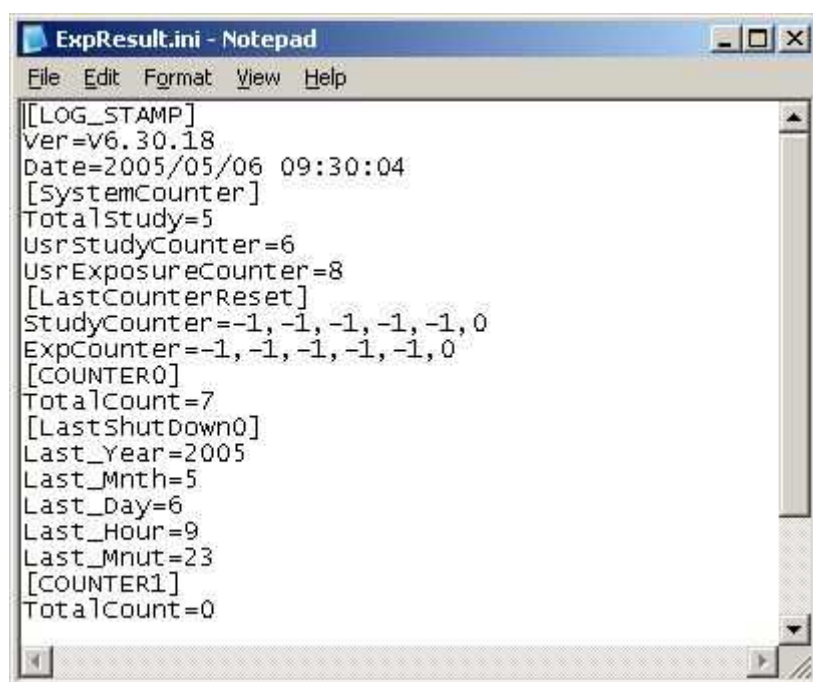 ExpResult.ini - Notepad
File Edit Format View Help
[LOG_STAMP]
Ver=V6.30.18
Date=2005/05/06 09:30:04
[SystemCounter]
TotalStudy=5
UsrStudyCounter=6
UsrExposureCounter=8
[LastCounterReset]
StudyCounter=-1,-1,-1,-1,-1,0
ExpCounter=-1,-1,-1,-1,-1,0
[COUNTER0]
TotalCount=7
[LastShutDown0]
Last_Year=2005
Last_Mnth=5
Last_Day=6
Last_Hour=9
Last_Mnut=23
[COUNTER1]
TotalCount=0